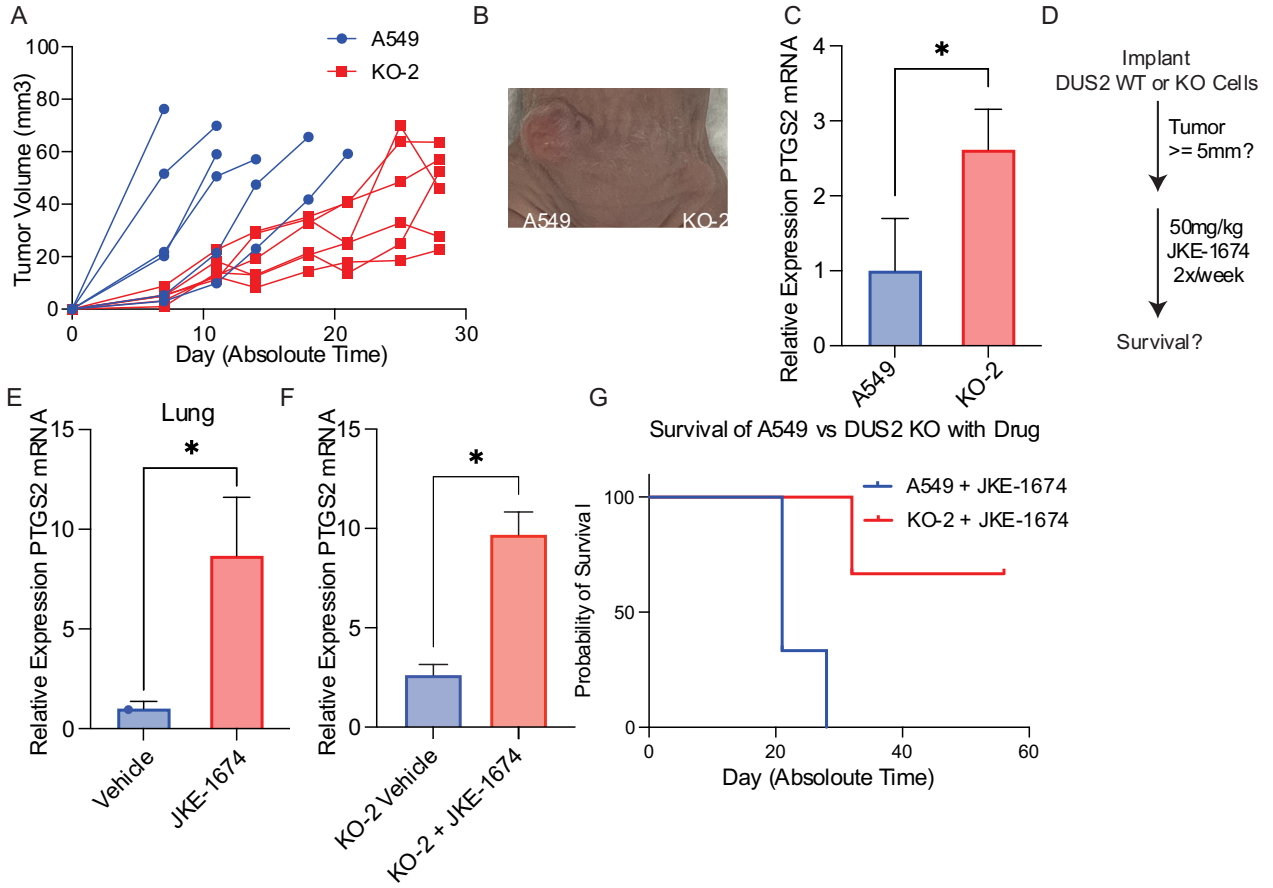 A
Tumor Volume (mm3)
100
80
60
40
20
0
0
10
20
30
Day (Absoloute Time)
A549
KO-2
B
A549
KO-2
C
Relative Expression PTGS2 mRNA
4
3
2
1
0
*
A549
KO-2
D
Implant
DUS2 WT or KO Cells
Tumor
>= 5mm?
50mg/kg
JKE-1674
2x/week
Survival?
E
Lung
Relative Expression PTGS2 mRNA
15
10
5
0
*
Vehicle
JKE-1674
F
Relative Expression PTGS2 mRNA
15
10
5
0
*
KO-2 Vehicle
KO-2 + JKE-1674
G
Survival of A549 vs DUS2 KO with Drug
Probability of Survival
100
50
0
0
20
40
60
Day (Absoloute Time)
A549 + JKE-1674
KO-2 + JKE-1674